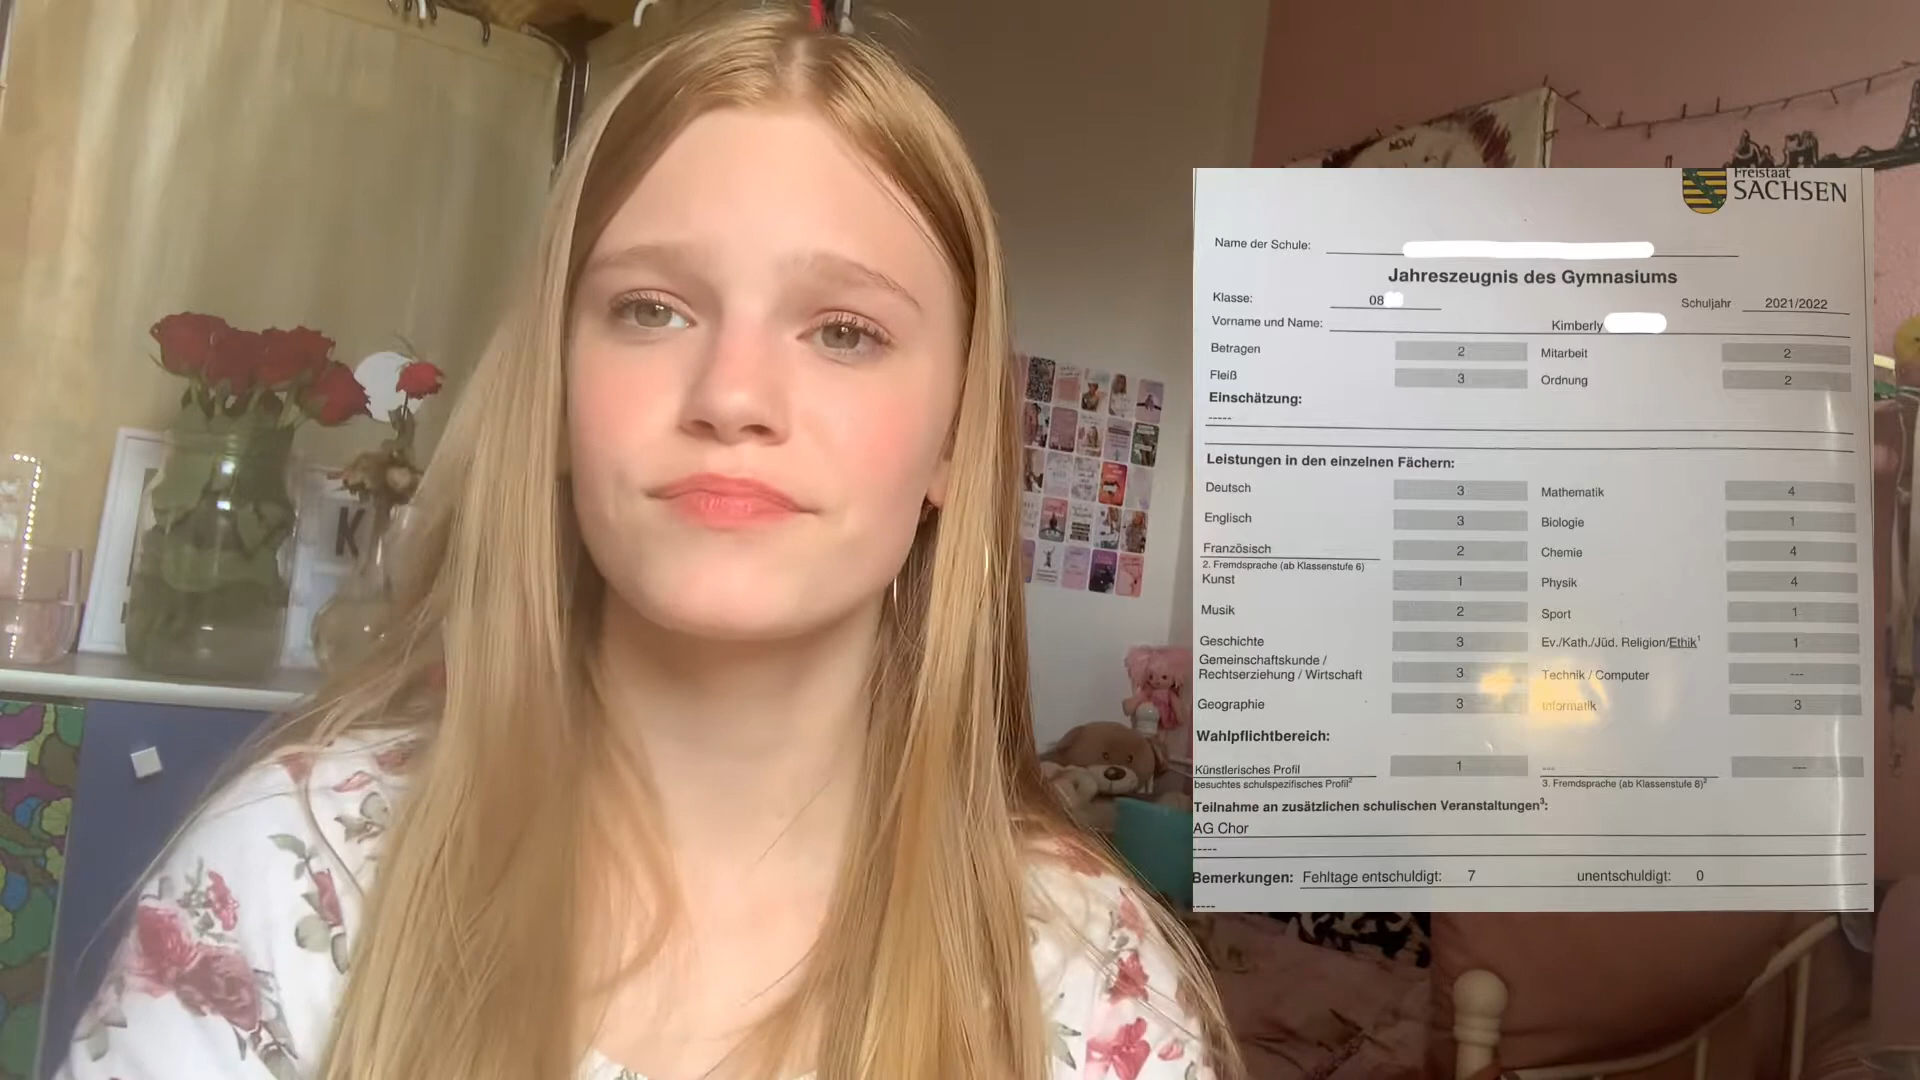 K
Freistaat
SACHSEN
Name der Schule:
Jahreszeugnis des Gymnasiums
Klasse: 08 Schuljahr 2021/2022
Vorname und Name: Kimberly
Betragen 2 Mitarbeit 2
Fleiß 3 Ordnung 2
Einschätzung:
-----
Leistungen in den einzelnen Fächern:
Deutsch 3 Mathematik 4
Englisch 3 Biologie 1
Französisch 2 Chemie 4
2. Fremdsprache (ab Klassenstufe 6)
Kunst 1 Physik 4
Musik 2 Sport 1
Geschichte 3 Ev./Kath./Jüd. Religion/Ethik¹ 1
Gemeinschaftskunde /
Rechtserziehung / Wirtschaft 3 Technik / Computer ---
Geographie 3 Informatik 3
Wahlpflichtbereich:
Künstlerisches Profil 1 --- ---
besuchtes schulspezifisches Profil² 3. Fremdsprache (ab Klassenstufe 8)²
Teilnahme an zusätzlichen schulischen Veranstaltungen³:
AG Chor
-----
Bemerkungen: Fehltage entschuldigt: 7 unentschuldigt: 0
-----